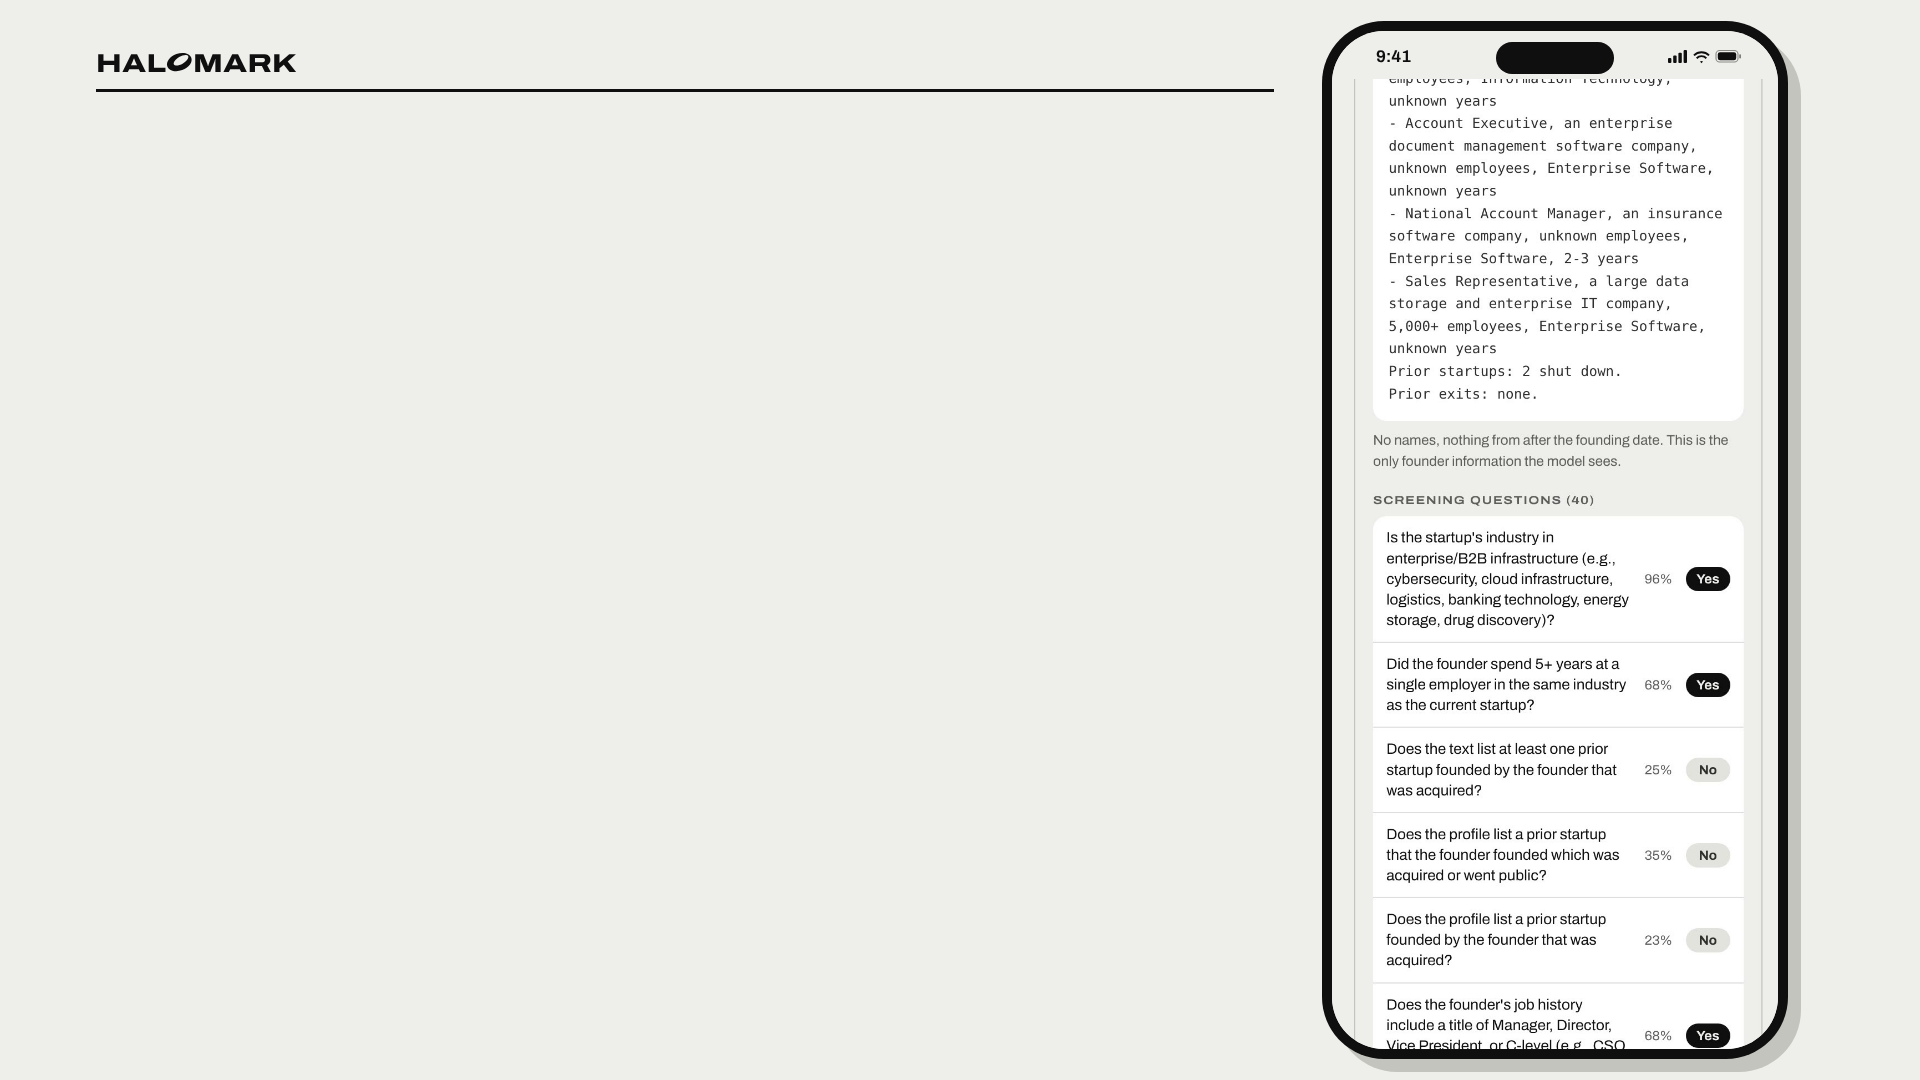 HALOMARK
9:41
employees, Information Technology,
unknown years
- Account Executive, an enterprise
document management software company,
unknown employees, Enterprise Software,
unknown years
- National Account Manager, an insurance
software company, unknown employees,
Enterprise Software, 2-3 years
- Sales Representative, a large data
storage and enterprise IT company,
5,000+ employees, Enterprise Software,
unknown years
Prior startups: 2 shut down.
Prior exits: none.
No names, nothing from after the founding date. This is the
only founder information the model sees.
SCREENING QUESTIONS (40)
Is the startup's industry in
enterprise/B2B infrastructure (e.g.,
cybersecurity, cloud infrastructure,
logistics, banking technology, energy
storage, drug discovery)?
96% Yes
Did the founder spend 5+ years at a
single employer in the same industry
as the current startup?
68% Yes
Does the text list at least one prior
startup founded by the founder that
was acquired?
25% No
Does the profile list a prior startup
that the founder founded which was
acquired or went public?
35% No
Does the profile list a prior startup
founded by the founder that was
acquired?
23% No
Does the founder's job history
include a title of Manager, Director,
Vice President, or C-level (e.g., CSO
68% Yes